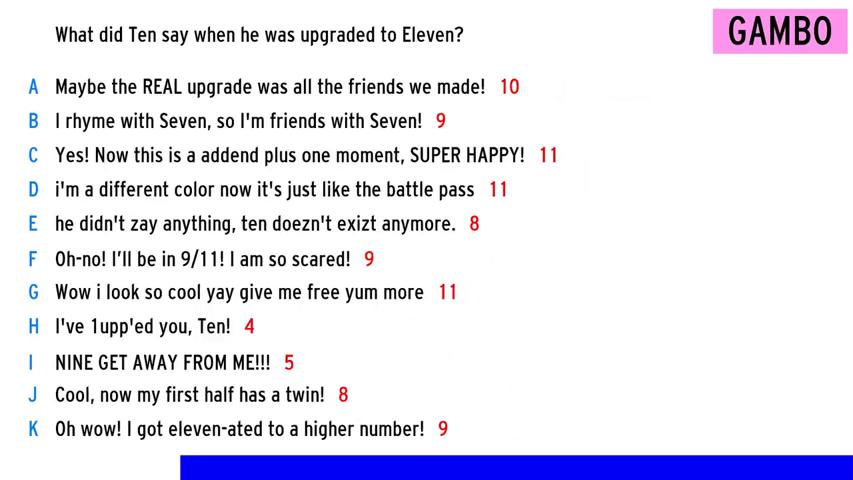 What did Ten say when he was upgraded to Eleven?
GAMBO
A Maybe the REAL upgrade was all the friends we made! 10
B I rhyme with Seven, so I'm friends with Seven! 9
C Yes! Now this is a addend plus one moment, SUPER HAPPY! 11
D i'm a different color now it's just like the battle pass 11
E he didn't zay anything, ten doezn't exizt anymore. 8
F Oh-no! I'll be in 9/11! I am so scared! 9
G Wow i look so cool yay give me free yum more 11
H I've 1upp'ed you, Ten! 4
I NINE GET AWAY FROM ME!!! 5
J Cool, now my first half has a twin! 8
K Oh wow! I got eleven-ated to a higher number! 9